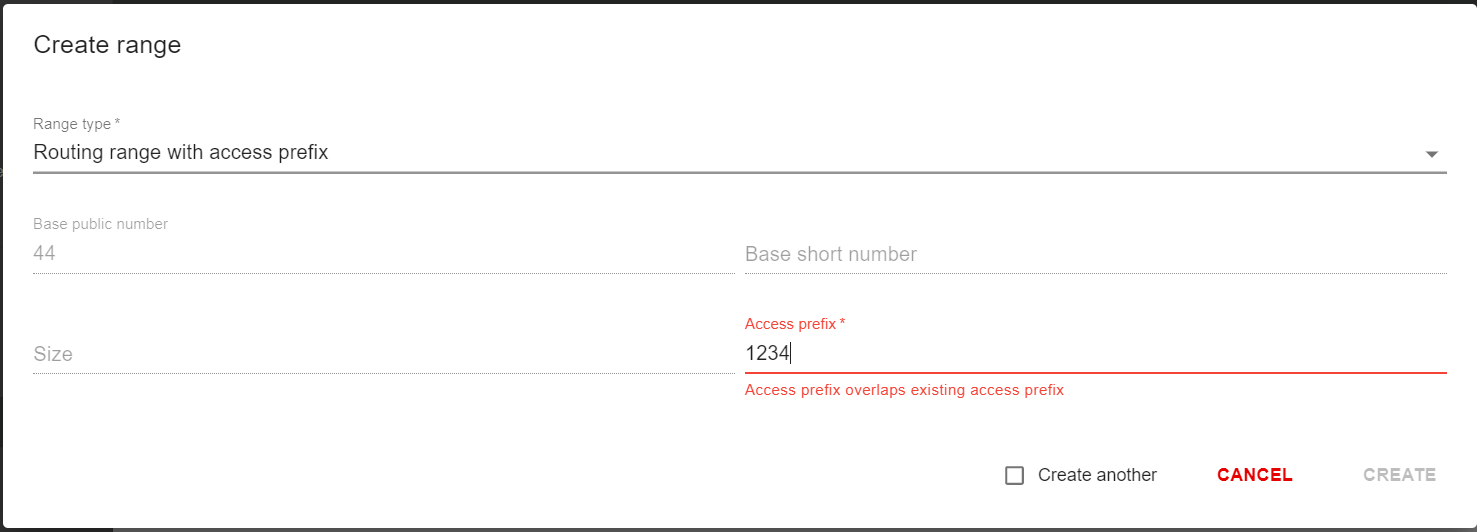 Create range
Range type *
Routing range with access prefix
Base public number
44
Base short number
Size
Access prefix *
1234
Access prefix overlaps existing access prefix
Create another
CANCEL
CREATE